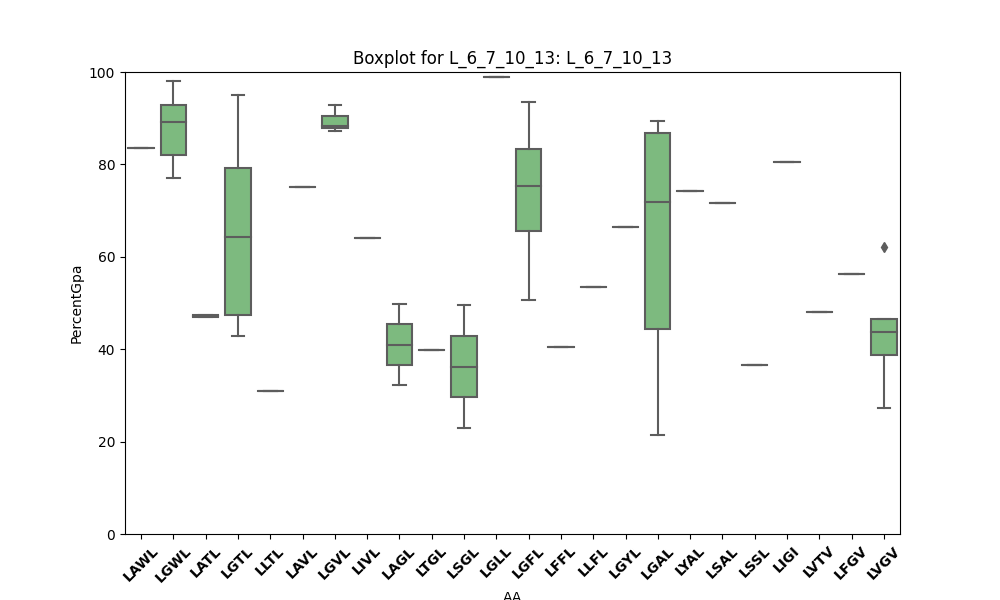 Boxplot for L_6_7_10_13: L_6_7_10_13
100
80
60
40
20
0
PercentGpa
LAWL LGWL LATL LGTL LLTL LAVL LGVL LIVL LAGL LTGL LSGL LGLL LGFL LFFL LLFL LGYL LGAL LYAL LSAL LSSL LIGI LVTV LFGV LVGV
AA